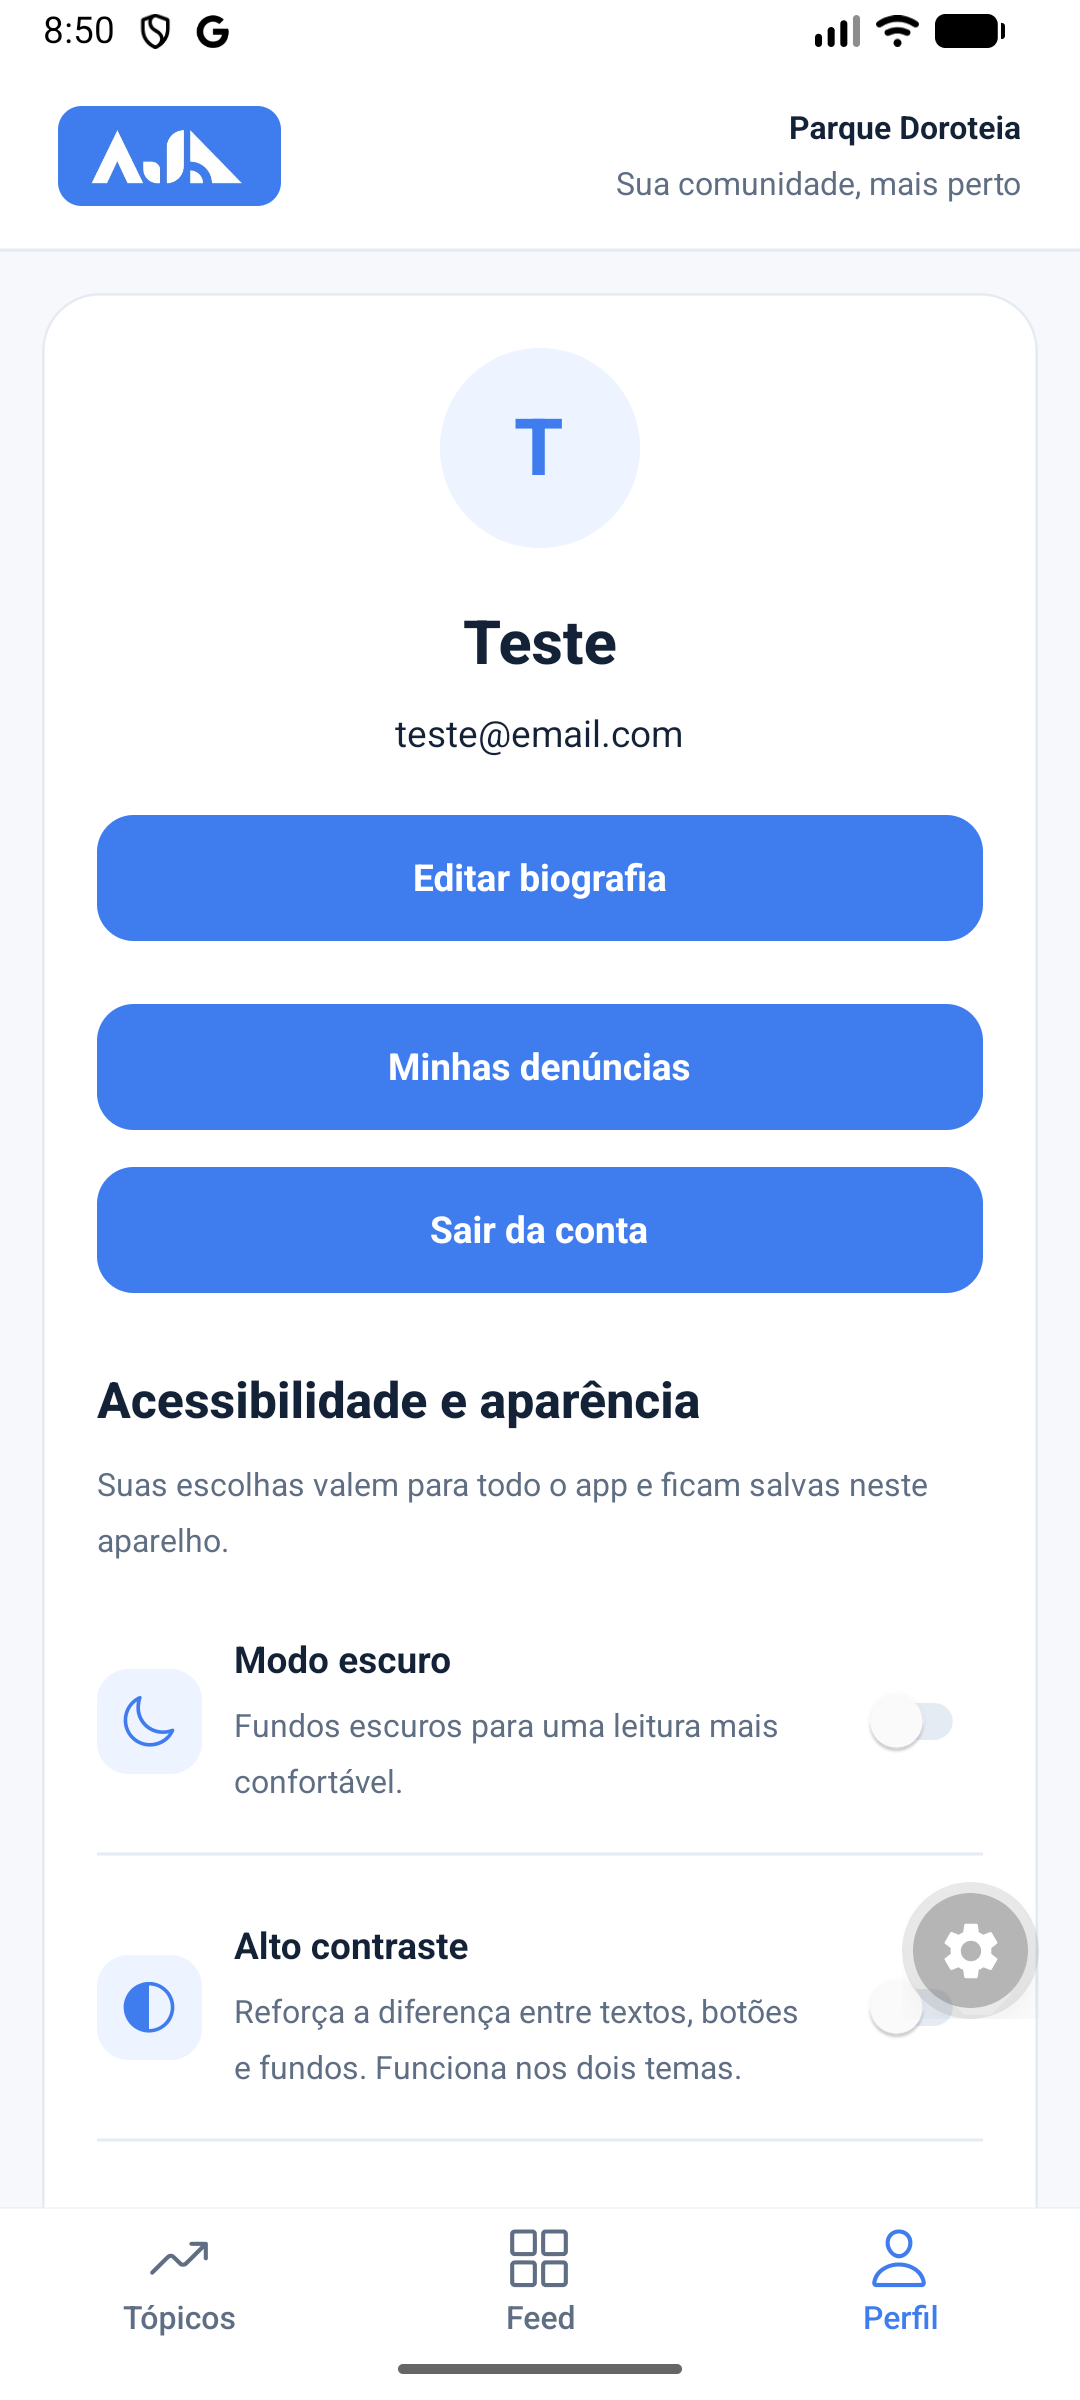 8:50
AJA
Parque Doroteia
Sua comunidade, mais perto
T
Teste
teste@email.com
Editar biografia
Minhas denúncias
Sair da conta
Acessibilidade e aparência
Suas escolhas valem para todo o app e ficam salvas neste
aparelho.
Modo escuro
Fundos escuros para uma leitura mais
confortável.
Alto contraste
Reforça a diferença entre textos, botões
e fundos. Funciona nos dois temas.
Tópicos
Feed
Perfil